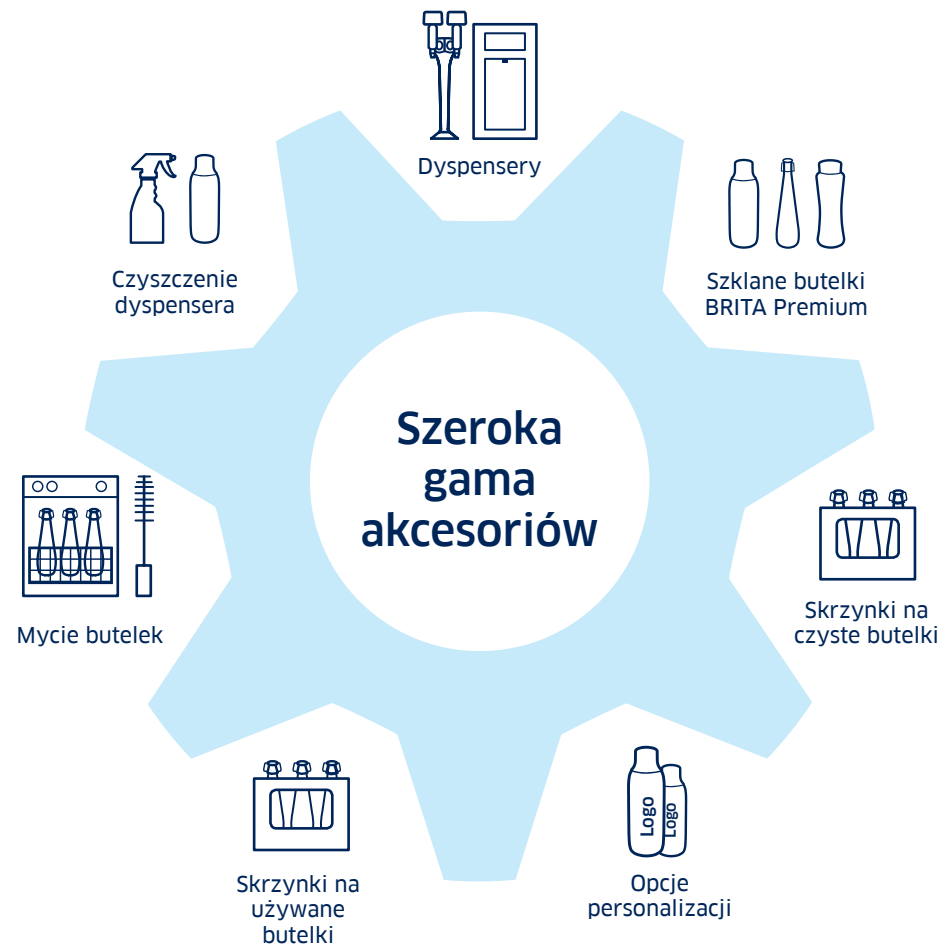 Dyspensery
Szklane butelki
BRITA Premium
Skrzynki na
czyste butelki
Logo
Logo
Opcje
personalizacji
Skrzynki na
używane
butelki
Mycie butelek
Czyszczenie
dyspensera
Szeroka
gama
akcesoriów